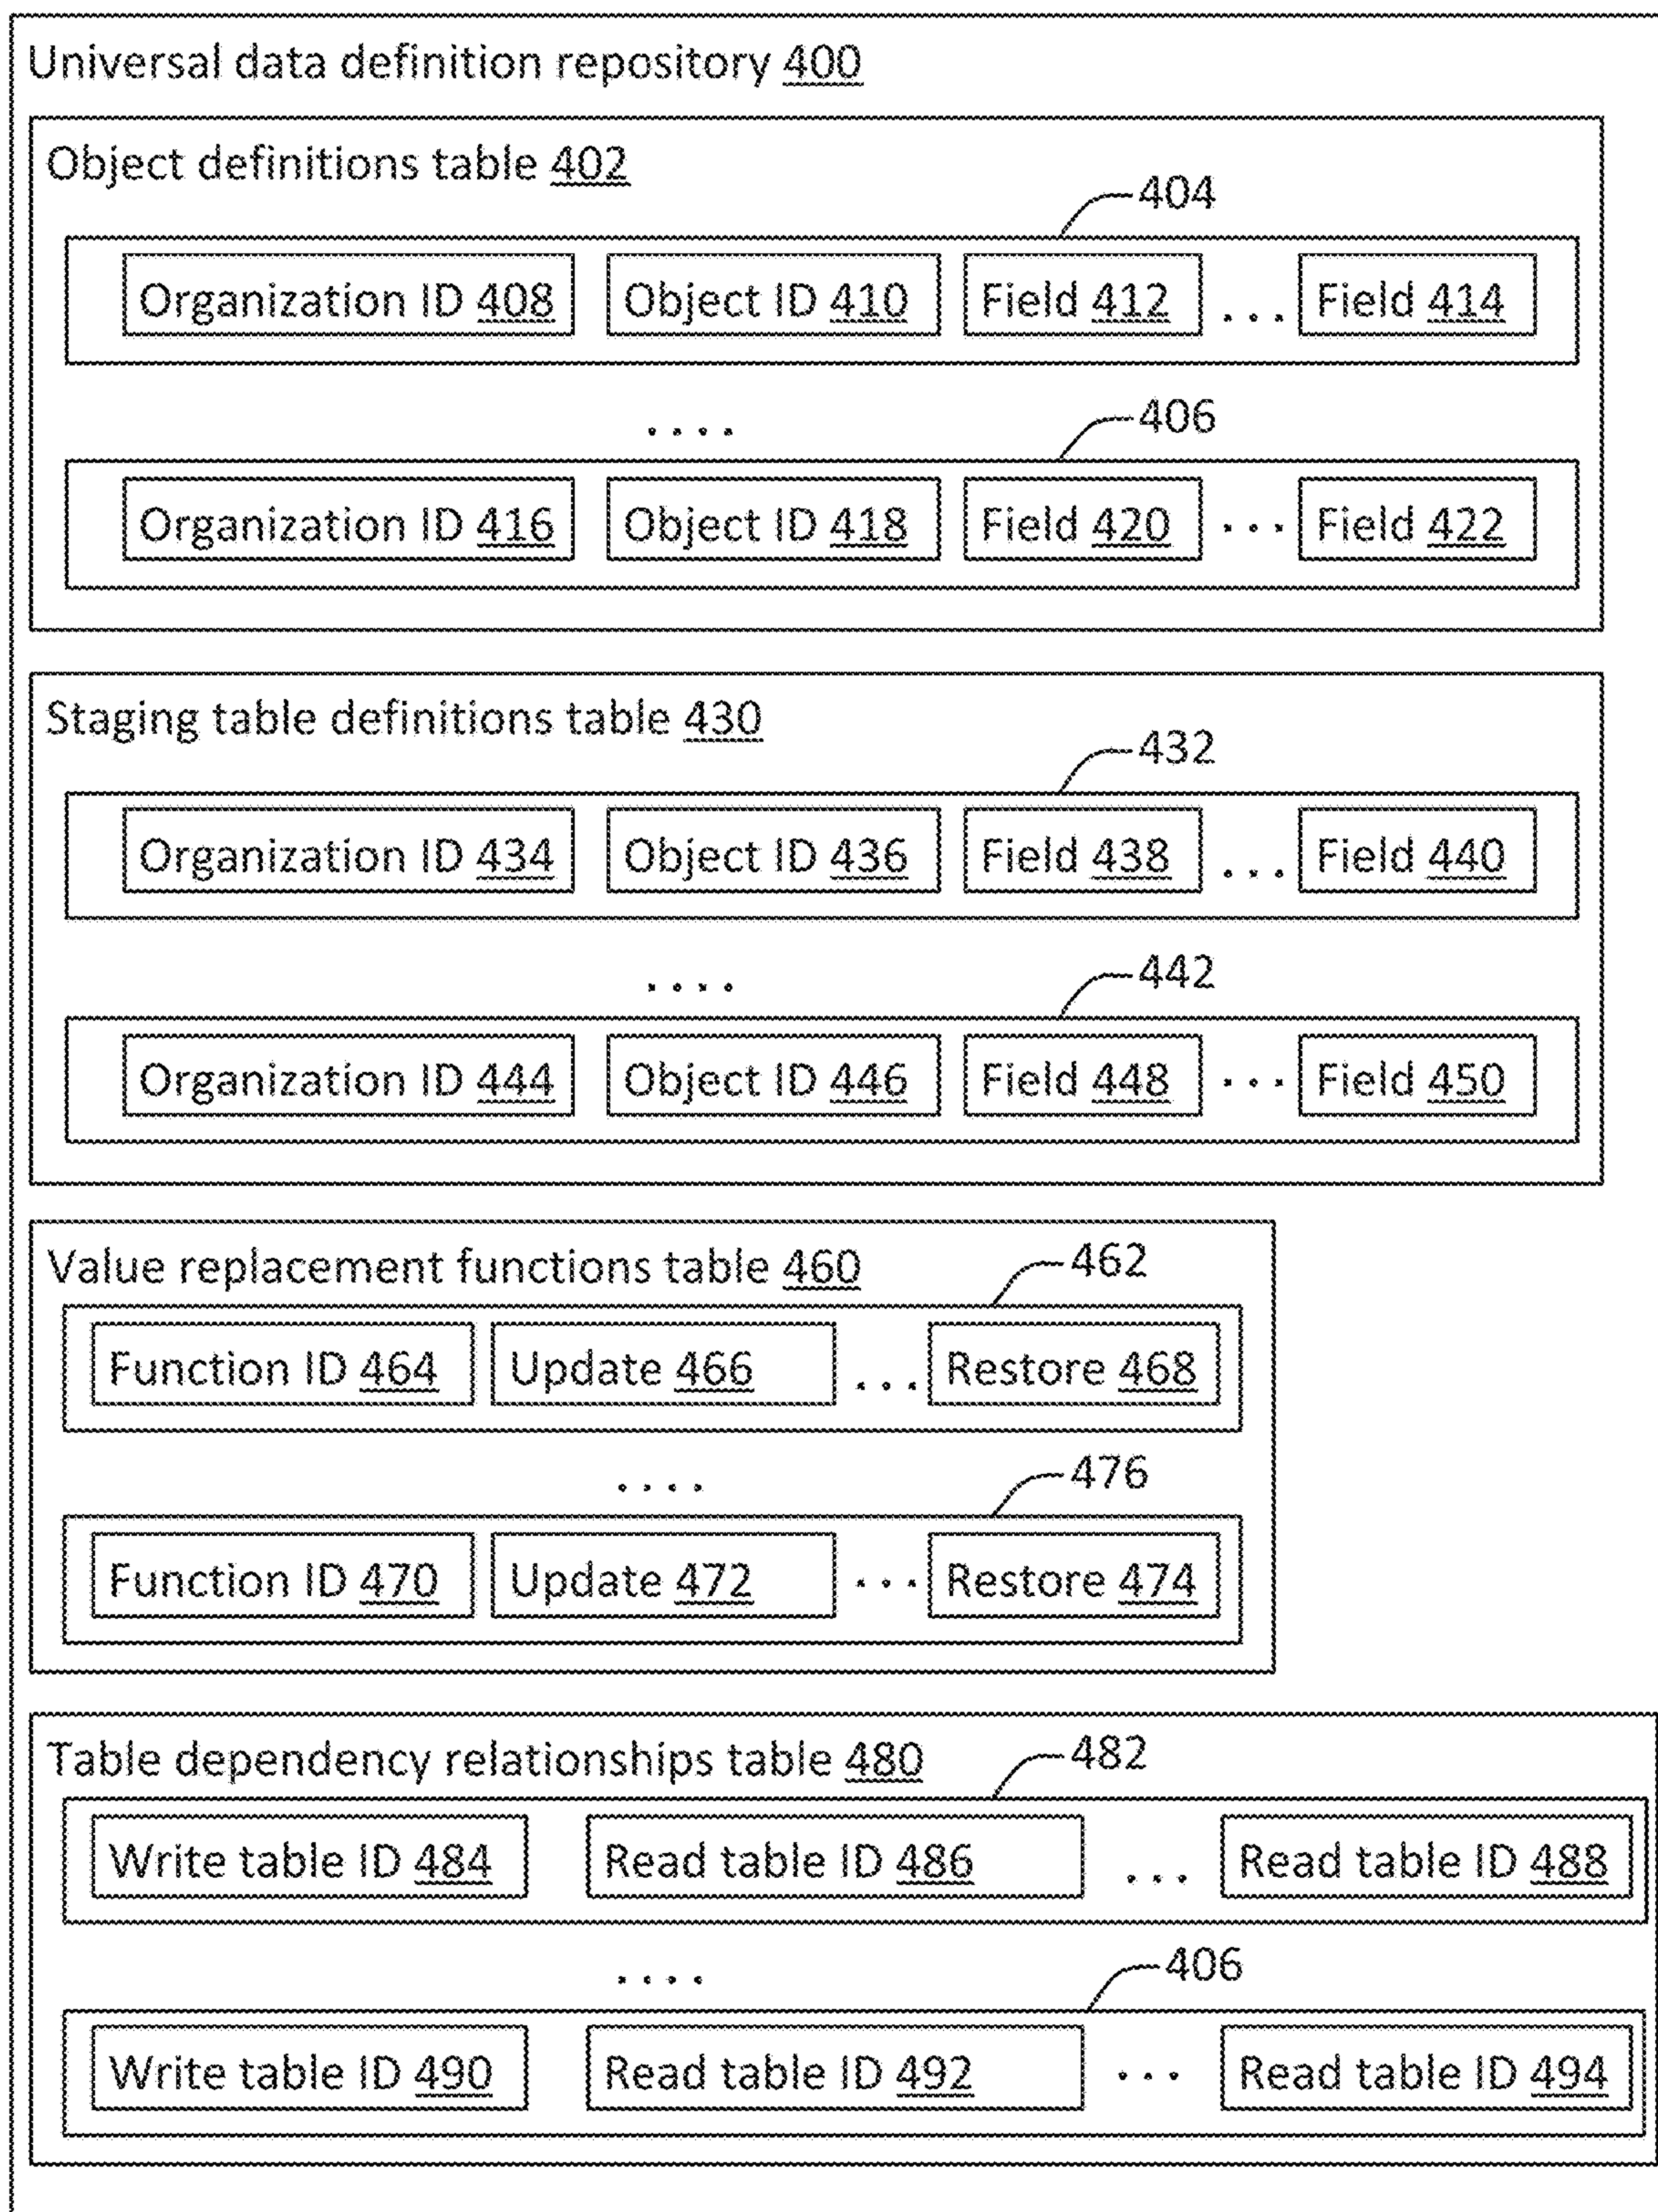 Universal data definition repository 400
Object definitions table 402
404
Organization ID 408 Object ID 410 Field 412 ... Field 414
....
406
Organization ID 416 Object ID 418 Field 420 ... Field 422
Staging table definitions table 430
432
Organization ID 434 Object ID 436 Field 438 ... Field 440
....
442
Organization ID 444 Object ID 446 Field 448 ... Field 450
Value replacement functions table 460
462
Function ID 464 Update 466 ... Restore 468
....
476
Function ID 470 Update 472 ... Restore 474
Table dependency relationships table 480
482
Write table ID 484 Read table ID 486 ... Read table ID 488
....
406
Write table ID 490 Read table ID 492 ... Read table ID 494